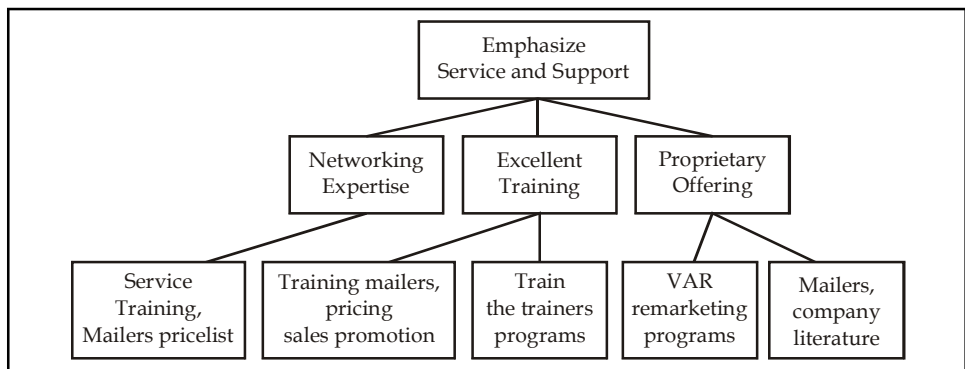 Emphasize
Service and Support
Networking
Expertise
Excellent
Training
Proprietary
Offering
Service
Training,
Mailers pricelist
Training mailers,
pricing
sales promotion
Train
the trainers
programs
VAR
remarketing
programs
Mailers,
company
literature